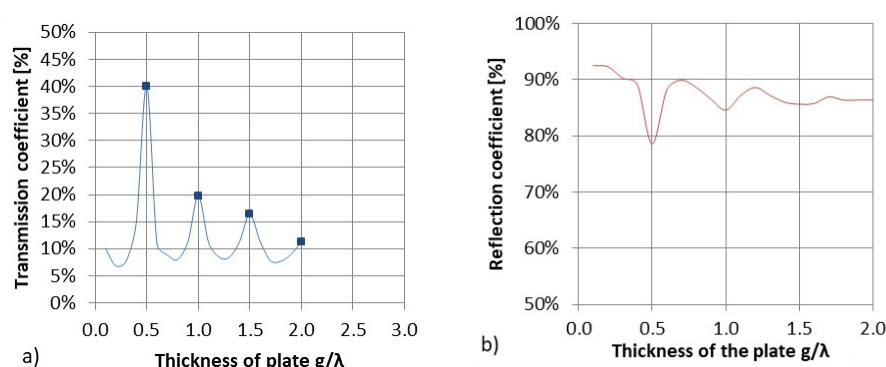 Transmission coefficient [%]
50%
45%
40%
35%
30%
25%
20%
15%
10%
5%
0%
0.0 0.5 1.0 1.5 2.0 2.5 3.0
Thickness of plate g/λ
a)
Reflection coefficient [%]
100%
90%
80%
70%
60%
50%
0.0 0.5 1.0 1.5 2.0
Thickness of the plate g/λ
b)